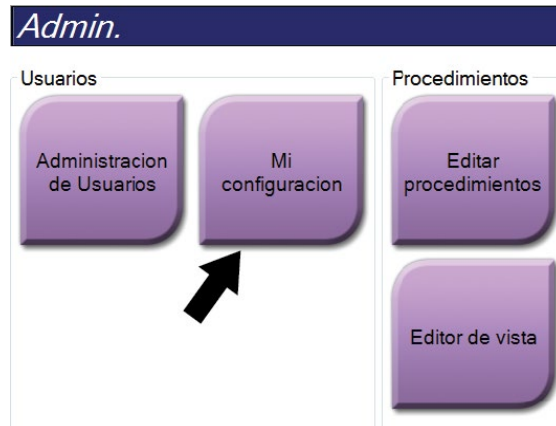 Admin.
Usuarios
Administracion
de Usuarios
Mi
configuracion
Procedimientos
Editar
procedimientos
Editor de vista